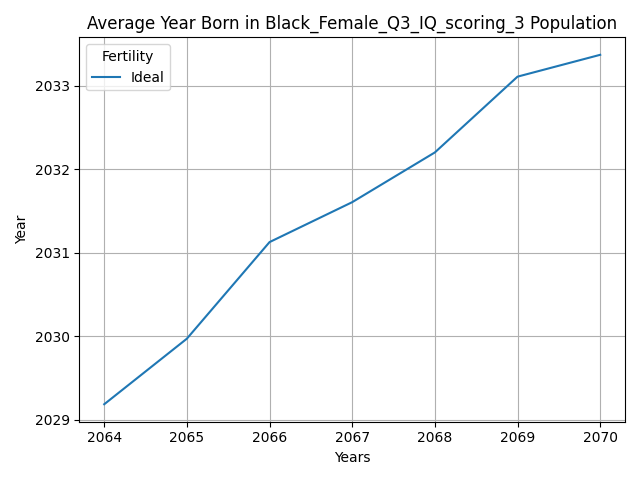 Average Year Born in Black_Female_Q3_IQ_scoring_3 Population
Fertility
Ideal
2033
2032
2031
2030
2029
Year
2064 2065 2066 2067 2068 2069 2070
Years